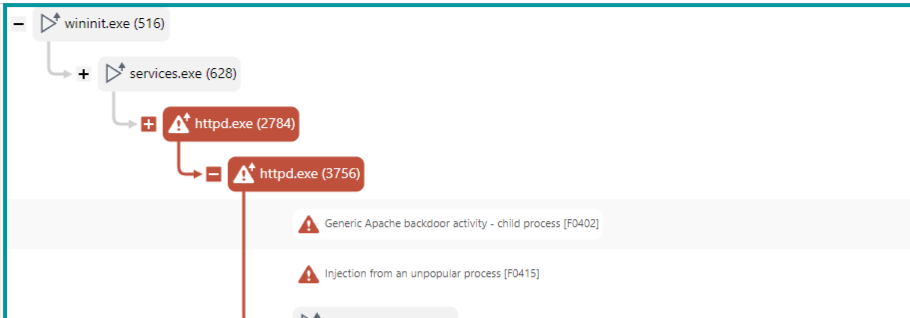 wininit.exe (516)
services.exe (628)
httpd.exe (2784)
httpd.exe (3756)
Generic Apache backdoor activity - child process [F0402]
Injection from an unpopular process [F0415]